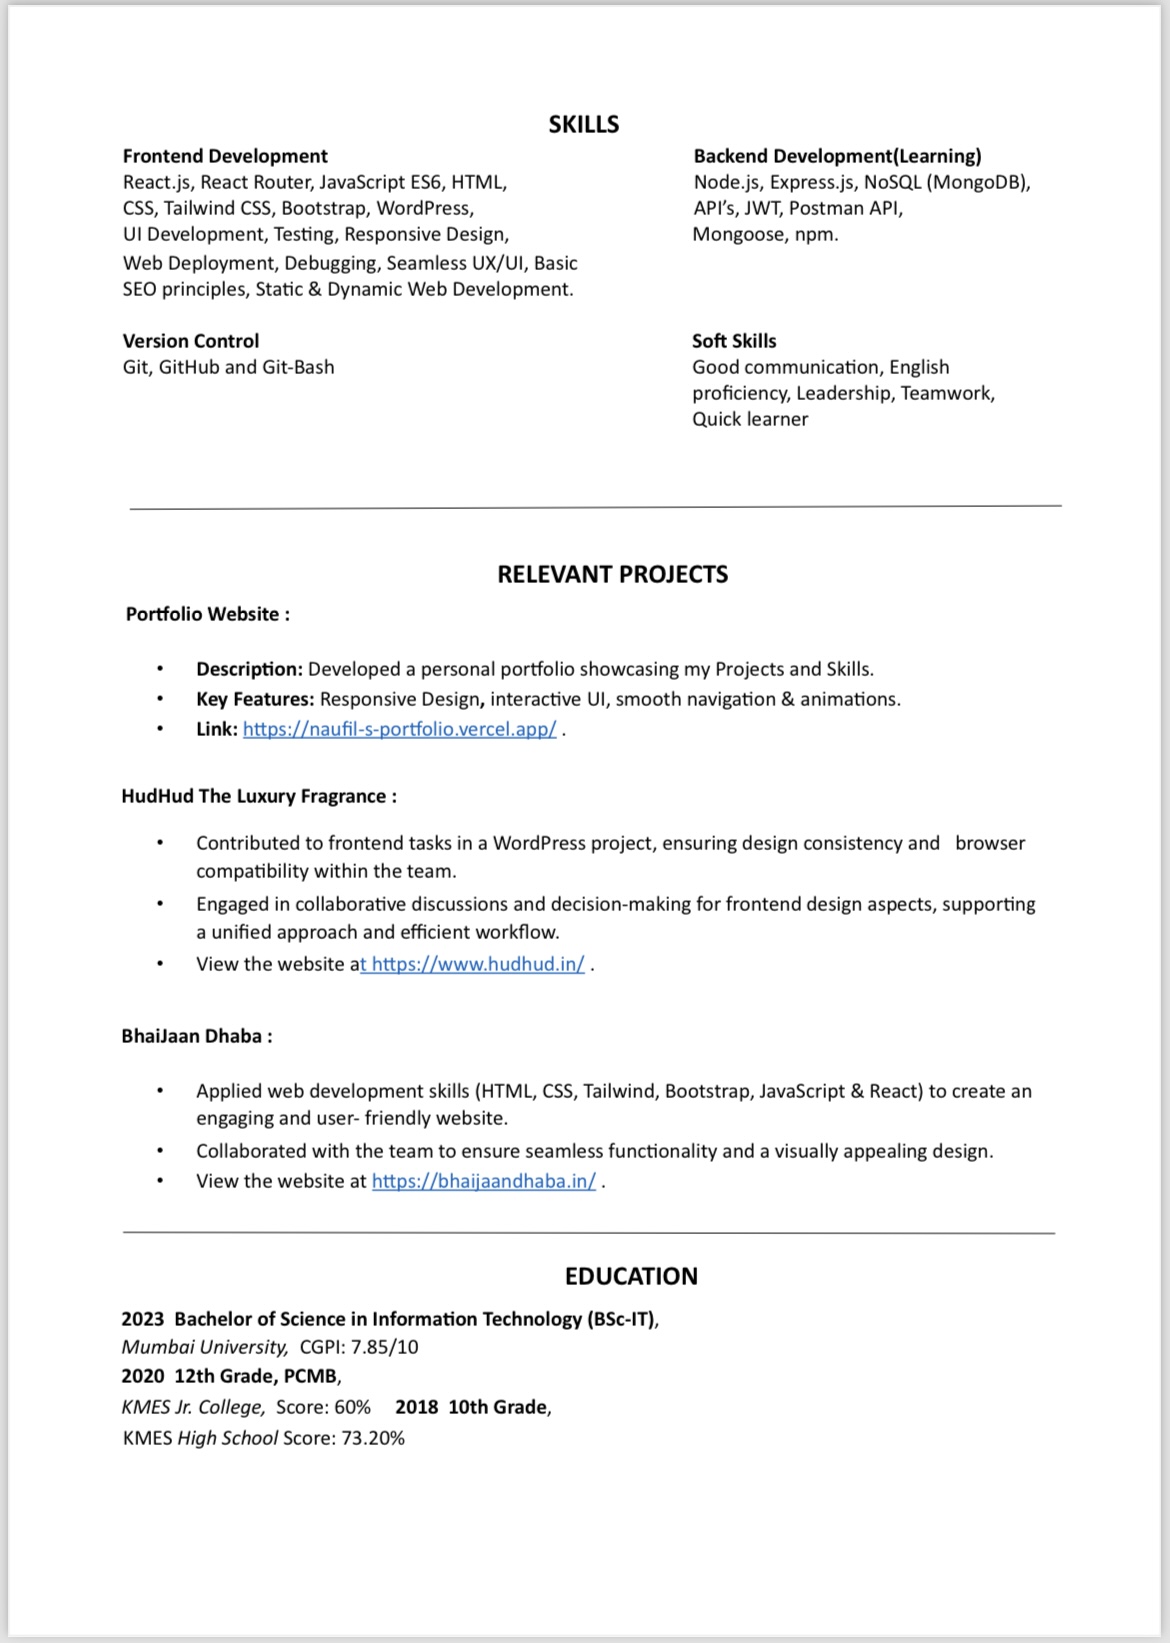 SKILLS
Frontend Development
React.js, React Router, JavaScript ES6, HTML,
CSS, Tailwind CSS, Bootstrap, WordPress,
UI Development, Testing, Responsive Design,
Web Deployment, Debugging, Seamless UX/UI, Basic
SEO principles, Static & Dynamic Web Development.
Backend Development(Learning)
Node.js, Express.js, NoSQL (MongoDB),
API’s, JWT, Postman API,
Mongoose, npm.
Version Control
Git, GitHub and Git-Bash
Soft Skills
Good communication, English
proficiency, Leadership, Teamwork,
Quick learner
RELEVANT PROJECTS
Portfolio Website :
• Description: Developed a personal portfolio showcasing my Projects and Skills.
• Key Features: Responsive Design, interactive UI, smooth navigation & animations.
• Link: https://naufil-s-portfolio.vercel.app/ .
HudHud The Luxury Fragrance :
• Contributed to frontend tasks in a WordPress project, ensuring design consistency and browser
compatibility within the team.
• Engaged in collaborative discussions and decision-making for frontend design aspects, supporting
a unified approach and efficient workflow.
• View the website at https://www.hudhud.in/ .
BhaiJaan Dhaba :
• Applied web development skills (HTML, CSS, Tailwind, Bootstrap, JavaScript & React) to create an
engaging and user- friendly website.
• Collaborated with the team to ensure seamless functionality and a visually appealing design.
• View the website at https://bhaijaandhaba.in/ .
EDUCATION
2023 Bachelor of Science in Information Technology (BSc-IT),
Mumbai University, CGPI: 7.85/10
2020 12th Grade, PCMB,
KMES Jr. College, Score: 60% 2018 10th Grade,
KMES High School Score: 73.20%